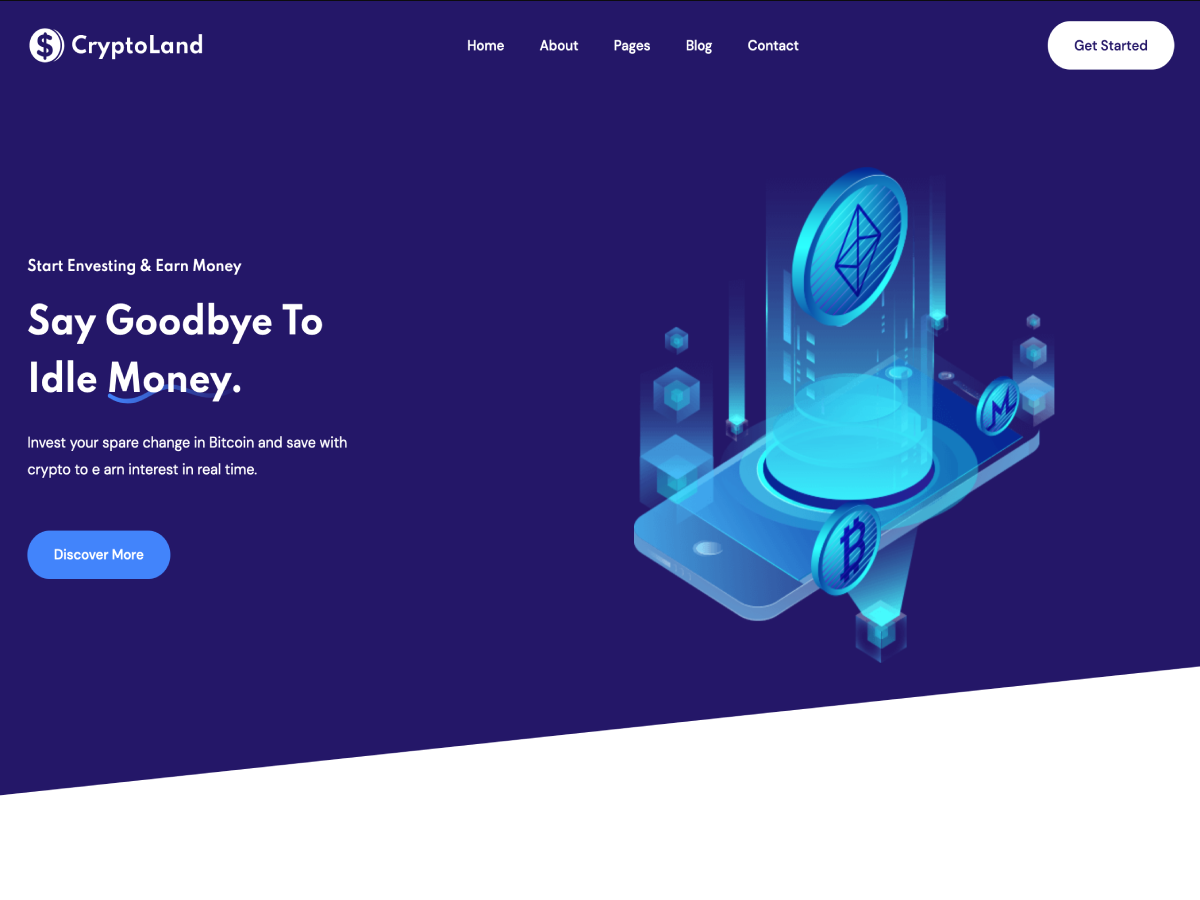 CryptoLand
Home About Pages Blog Contact
Get Started
Start Envesting & Earn Money
Say Goodbye To
Idle Money.
Invest your spare change in Bitcoin and save with
crypto to e arn interest in real time.
Discover More